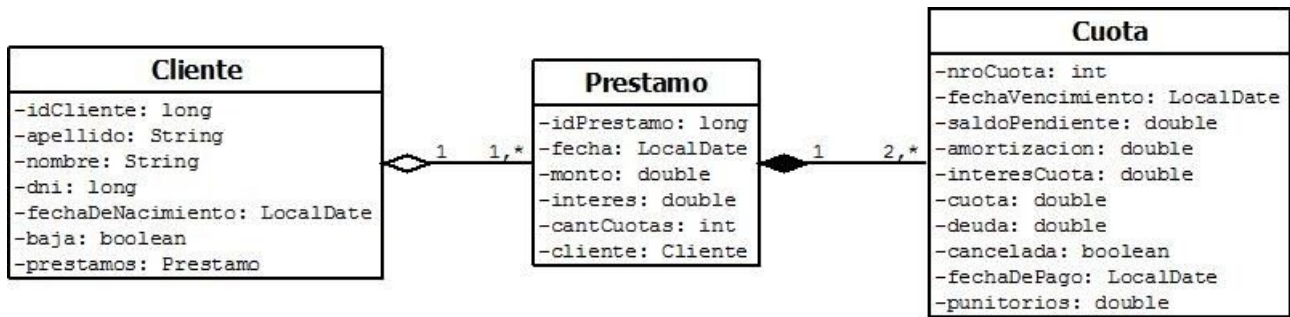 Cliente
-idCliente: long
-apellido: String
-nombre: String
-dni: long
-fechaDeNacimiento: LocalDate
-baja: boolean
-prestamos: Prestamo
1 1,*
Prestamo
-idPrestamo: long
-fecha: LocalDate
-monto: double
-interes: double
-cantCuotas: int
-cliente: Cliente
1 2,*
Cuota
-nroCuota: int
-fechaVencimiento: LocalDate
-saldoPendiente: double
-amortizacion: double
-interesCuota: double
-cuota: double
-deuda: double
-cancelada: boolean
-fechaDePago: LocalDate
-punitorios: double